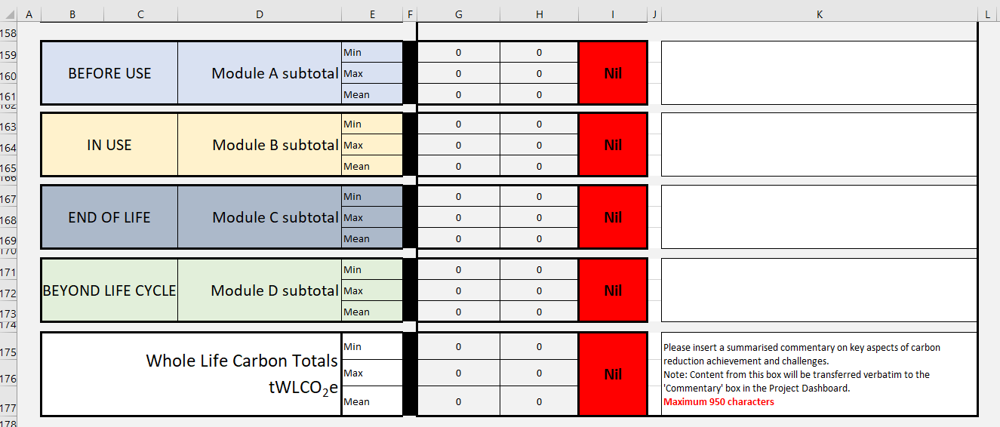 A B C D E F G H I J K L
158
159 Min 0 0
160 BEFORE USE Module A subtotal Max 0 0 Nil
161 Mean 0 0
162
163 Min 0 0
164 IN USE Module B subtotal Max 0 0 Nil
165 Mean 0 0
166
167 Min 0 0
168 END OF LIFE Module C subtotal Max 0 0 Nil
169 Mean 0 0
170
171 Min 0 0
172 BEYOND LIFE CYCLE Module D subtotal Max 0 0 Nil
173 Mean 0 0
174
175 Min 0 0
Whole Life Carbon Totals
176 Max 0 0 Nil
tWLCO₂e
177 Mean 0 0
Please insert a summarised commentary on key aspects of carbon
reduction achievement and challenges.
Note: Content from this box will be transferred verbatim to the
'Commentary' box in the Project Dashboard.
Maximum 950 characters
178